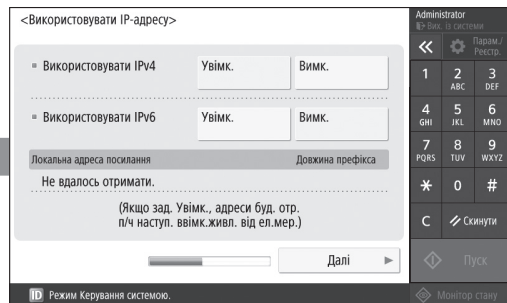 <Використовувати IP-адресу>
Використовувати IPv4
Увімк.
Вимк.
Використовувати IPv6
Увімк.
Вимк.
Локальна адреса посилання
Довжина префікса
Не вдалось отримати.
(Якщо зад. Увімк., адреси буд. отр.
п/ч наступ. ввімк.живл. від ел.мер.)
Далі
ID Режим Керування системою.
Administrator
Вих. із системи
Парам./
Реєстр.
1
2
ABC
3
DEF
4
GHI
5
JKL
6
MNO
7
PQRS
8
TUV
9
WXYZ
*
0
#
C
Скинути
Пуск
Монітор стану